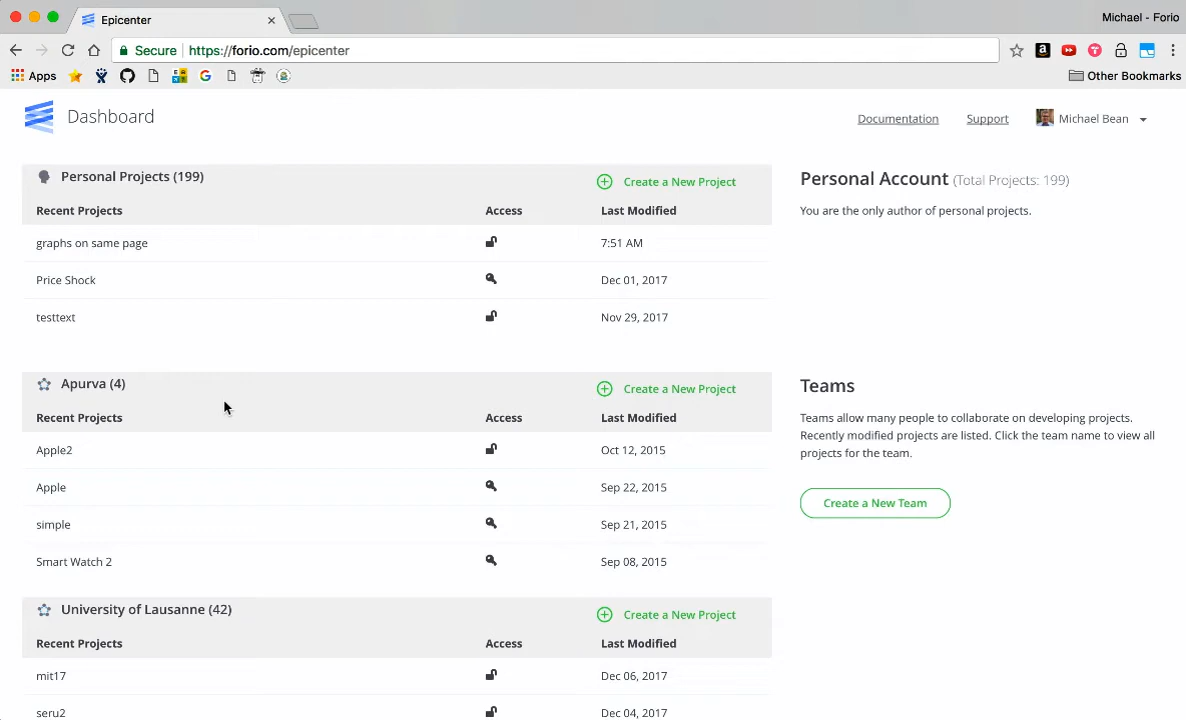 Epicenter
Michael - Forio
Secure https://forio.com/epicenter
Apps
Other Bookmarks
Dashboard
Documentation Support Michael Bean
Personal Projects (199) Create a New Project
Recent Projects Access Last Modified
graphs on same page 7:51 AM
Price Shock Dec 01, 2017
testtext Nov 29, 2017
Personal Account (Total Projects: 199)
You are the only author of personal projects.
Apurva (4) Create a New Project
Recent Projects Access Last Modified
Apple2 Oct 12, 2015
Apple Sep 22, 2015
simple Sep 21, 2015
Smart Watch 2 Sep 08, 2015
Teams
Teams allow many people to collaborate on developing projects.
Recently modified projects are listed. Click the team name to view all
projects for the team.
Create a New Team
University of Lausanne (42) Create a New Project
Recent Projects Access Last Modified
mit17 Dec 06, 2017
seru2 Dec 04, 2017